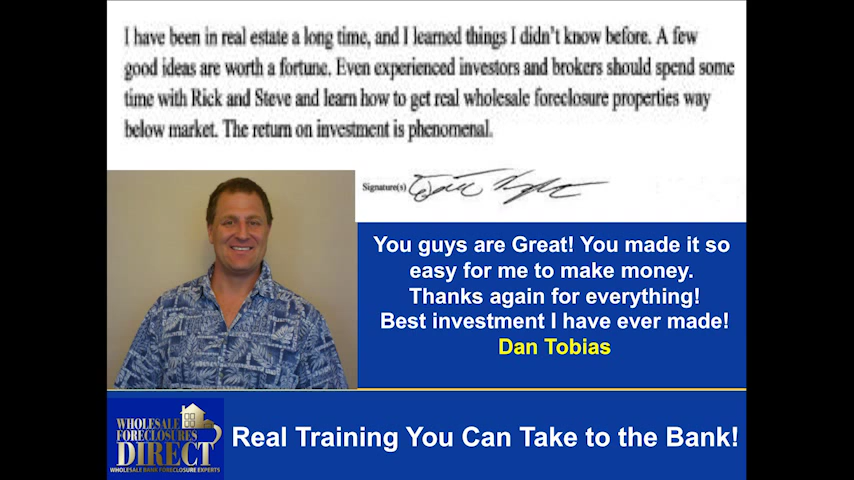 I have been in real estate a long time, and I learned things I didn't know before. A few
good ideas are worth a fortune. Even experienced investors and brokers should spend some
time with Rick and Steve and learn how to get real wholesale foreclosure properties way
below market. The return on investment is phenomenal.
Signature(s)
You guys are Great! You made it so
easy for me to make money.
Thanks again for everything!
Best investment I have ever made!
Dan Tobias
WHOLESALE
FORECLOSURES
DIRECT
WHOLESALE BANK FORECLOSURE EXPERTS
Real Training You Can Take to the Bank!